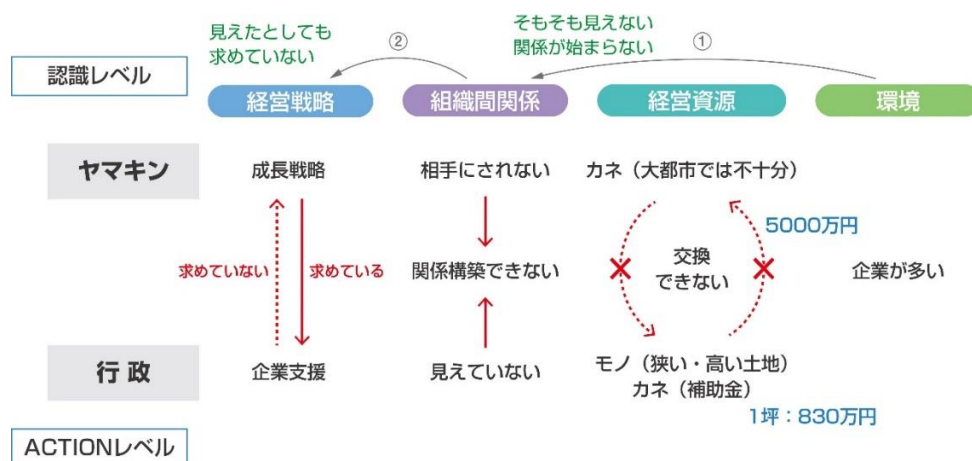 見えたとしても
求めていない
②
そもそも見えない
関係が始まらない
①
認識レベル
経営戦略
組織間関係
経営資源
環境
ヤマキン
成長戦略
相手にされない
カネ（大都市では不十分）
5000万円
求めていない
求めている
関係構築できない
交換
できない
企業が多い
行 政
企業支援
見えていない
モノ（狭い・高い土地）
カネ（補助金）
1坪：830万円
ACTIONレベル